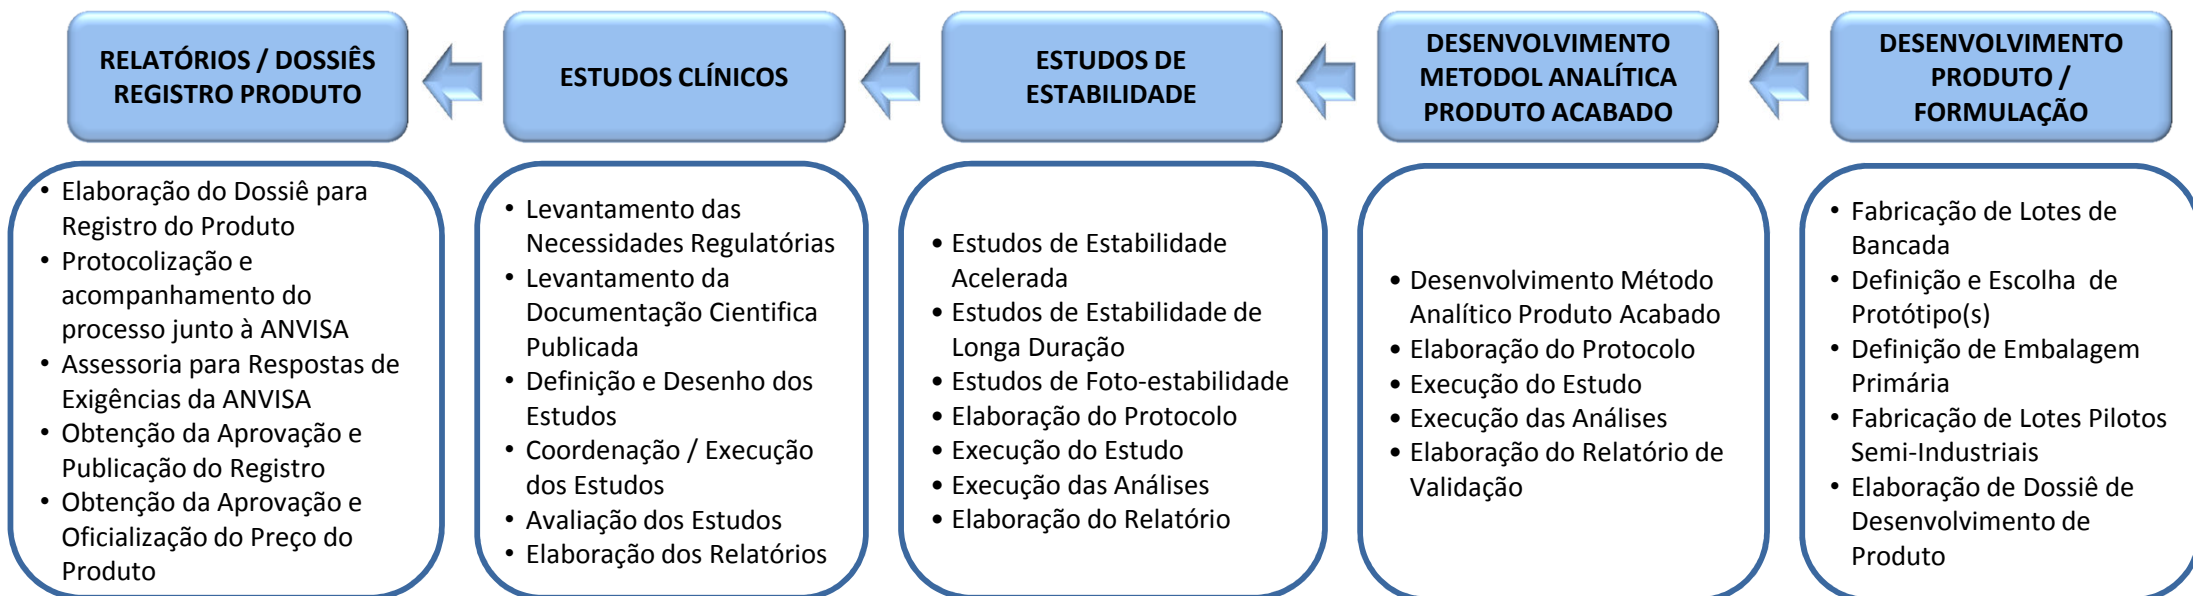 RELATÓRIOS / DOSSIÊS
REGISTRO PRODUTO
ESTUDOS CLÍNICOS
ESTUDOS DE
ESTABILIDADE
DESENVOLVIMENTO
METODOL ANALÍTICA
PRODUTO ACABADO
DESENVOLVIMENTO
PRODUTO /
FORMULAÇÃO
• Elaboração do Dossiê para
Registro do Produto
• Protocolização e
acompanhamento do
processo junto à ANVISA
• Assessoria para Respostas de
Exigências da ANVISA
• Obtenção da Aprovação e
Publicação do Registro
• Obtenção da Aprovação e
Oficialização do Preço do
Produto
• Levantamento das
Necessidades Regulatórias
• Levantamento da
Documentação Cientifica
Publicada
• Definição e Desenho dos
Estudos
• Coordenação / Execução
dos Estudos
• Avaliação dos Estudos
• Elaboração dos Relatórios
• Estudos de Estabilidade
Acelerada
• Estudos de Estabilidade de
Longa Duração
• Estudos de Foto-estabilidade
• Elaboração do Protocolo
• Execução do Estudo
• Execução das Análises
• Elaboração do Relatório
• Desenvolvimento Método
Analítico Produto Acabado
• Elaboração do Protocolo
• Execução do Estudo
• Execução das Análises
• Elaboração do Relatório de
Validação
• Fabricação de Lotes de
Bancada
• Definição e Escolha de
Protótipo(s)
• Definição de Embalagem
Primária
• Fabricação de Lotes Pilotos
Semi-Industriais
• Elaboração de Dossiê de
Desenvolvimento de
Produto